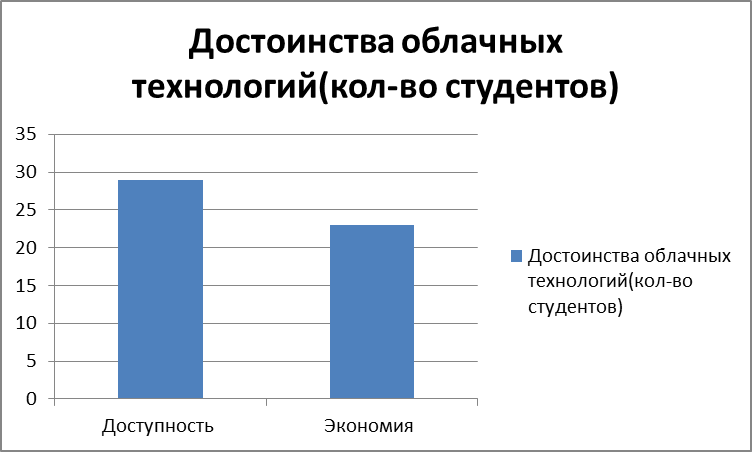 Достоинства облачных
технологий(кол-во студентов)
35
30
25
20
15
10
5
0
Доступность
Экономия
Достоинства облачных
технологий(кол-во
студентов)